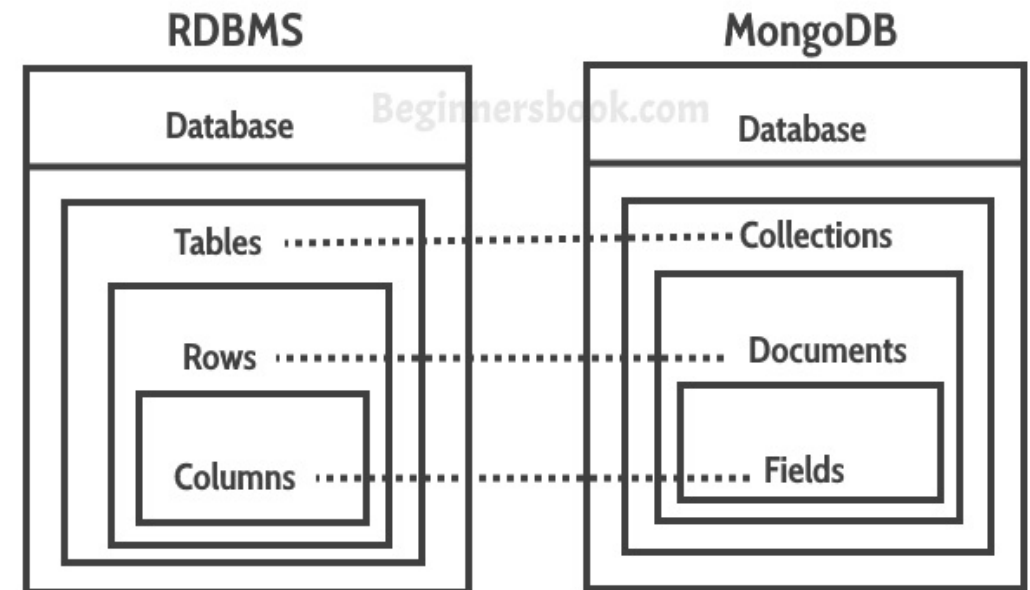 RDBMS
MongoDB
Beginnersbook.com
Database
Database
Tables
Collections
Rows
Documents
Columns
Fields